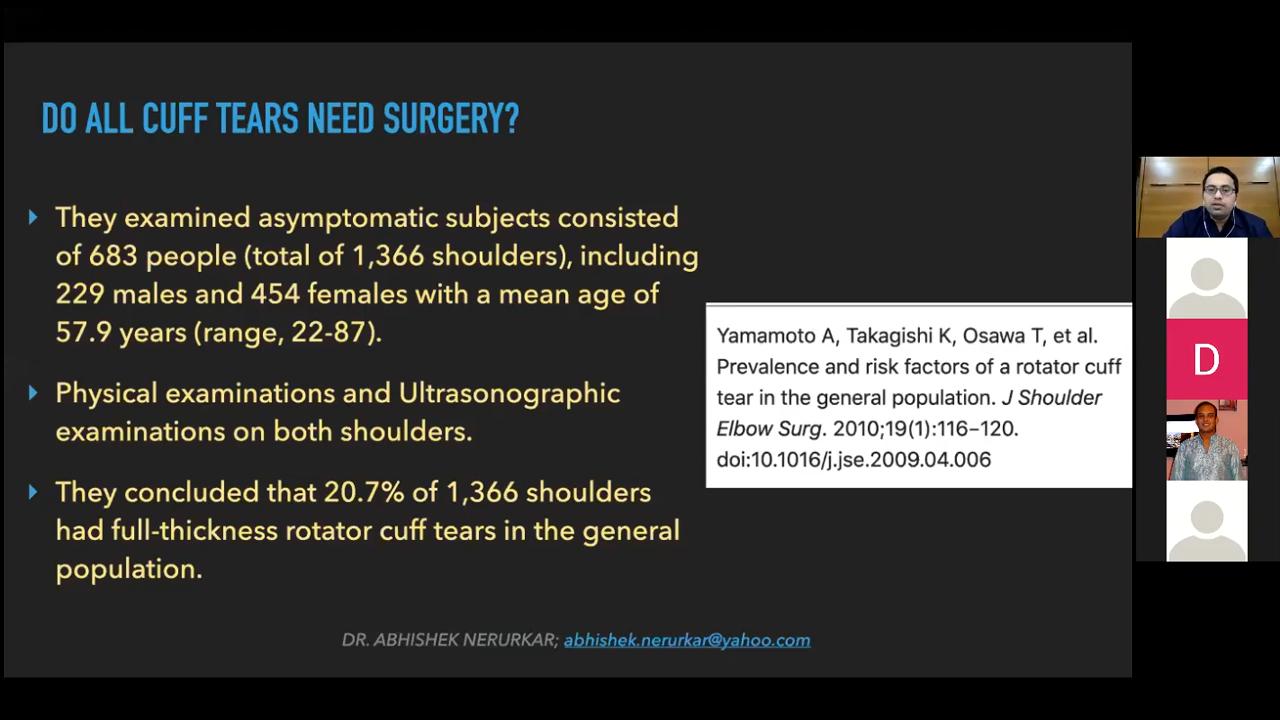 DO ALL CUFF TEARS NEED SURGERY?
They examined asymptomatic subjects consisted
of 683 people (total of 1,366 shoulders), including
229 males and 454 females with a mean age of
57.9 years (range, 22-87).
Physical examinations and Ultrasonographic
examinations on both shoulders.
They concluded that 20.7% of 1,366 shoulders
had full-thickness rotator cuff tears in the general
population.
Yamamoto A, Takagishi K, Osawa T, et al.
Prevalence and risk factors of a rotator cuff
tear in the general population. J Shoulder
Elbow Surg. 2010;19(1):116–120.
doi:10.1016/j.jse.2009.04.006
DR. ABHISHEK NERURKAR; abhishek.nerurkar@yahoo.com
D